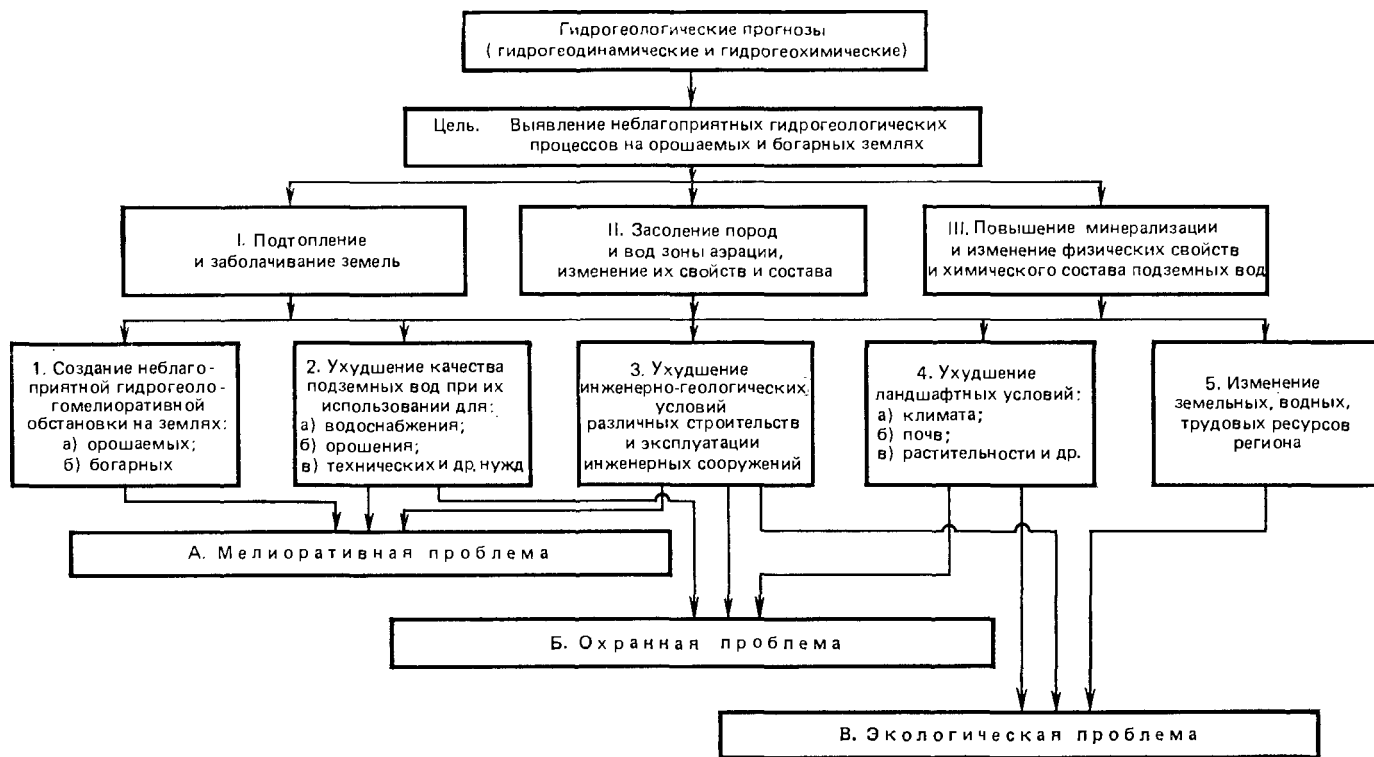 Гидрогеологические прогнозы
( гидрогеодинамические и гидрогеохимические)
Цель. Выявление неблагоприятных гидрогеологических
процессов на орошаемых и богарных землях
I. Подтопление
и заболачивание земель
II. Засоление пород
и вод зоны аэрации,
изменение их свойств и состава
III. Повышение минерализации
и изменение физических свойств
и химического состава подземных вод
1. Создание неблаго-
приятной гидрогеоло-
гомелиоративной
обстановки на землях:
а) орошаемых;
б) богарных
2. Ухудшение качества
подземных вод при их
использовании для:
а) водоснабжения;
б) орошения;
в) технических и др. нужд
3. Ухудшение
инженерно-геологических
условий
различных строительств
и эксплуатации
инженерных сооружений
4. Ухудшение
ландшафтных условий:
а) климата;
б) почв;
в) растительности и др.
5. Изменение
земельных, водных,
трудовых ресурсов
региона
А. Мелиоративная проблема
Б. Охранная проблема
В. Экологическая проблема